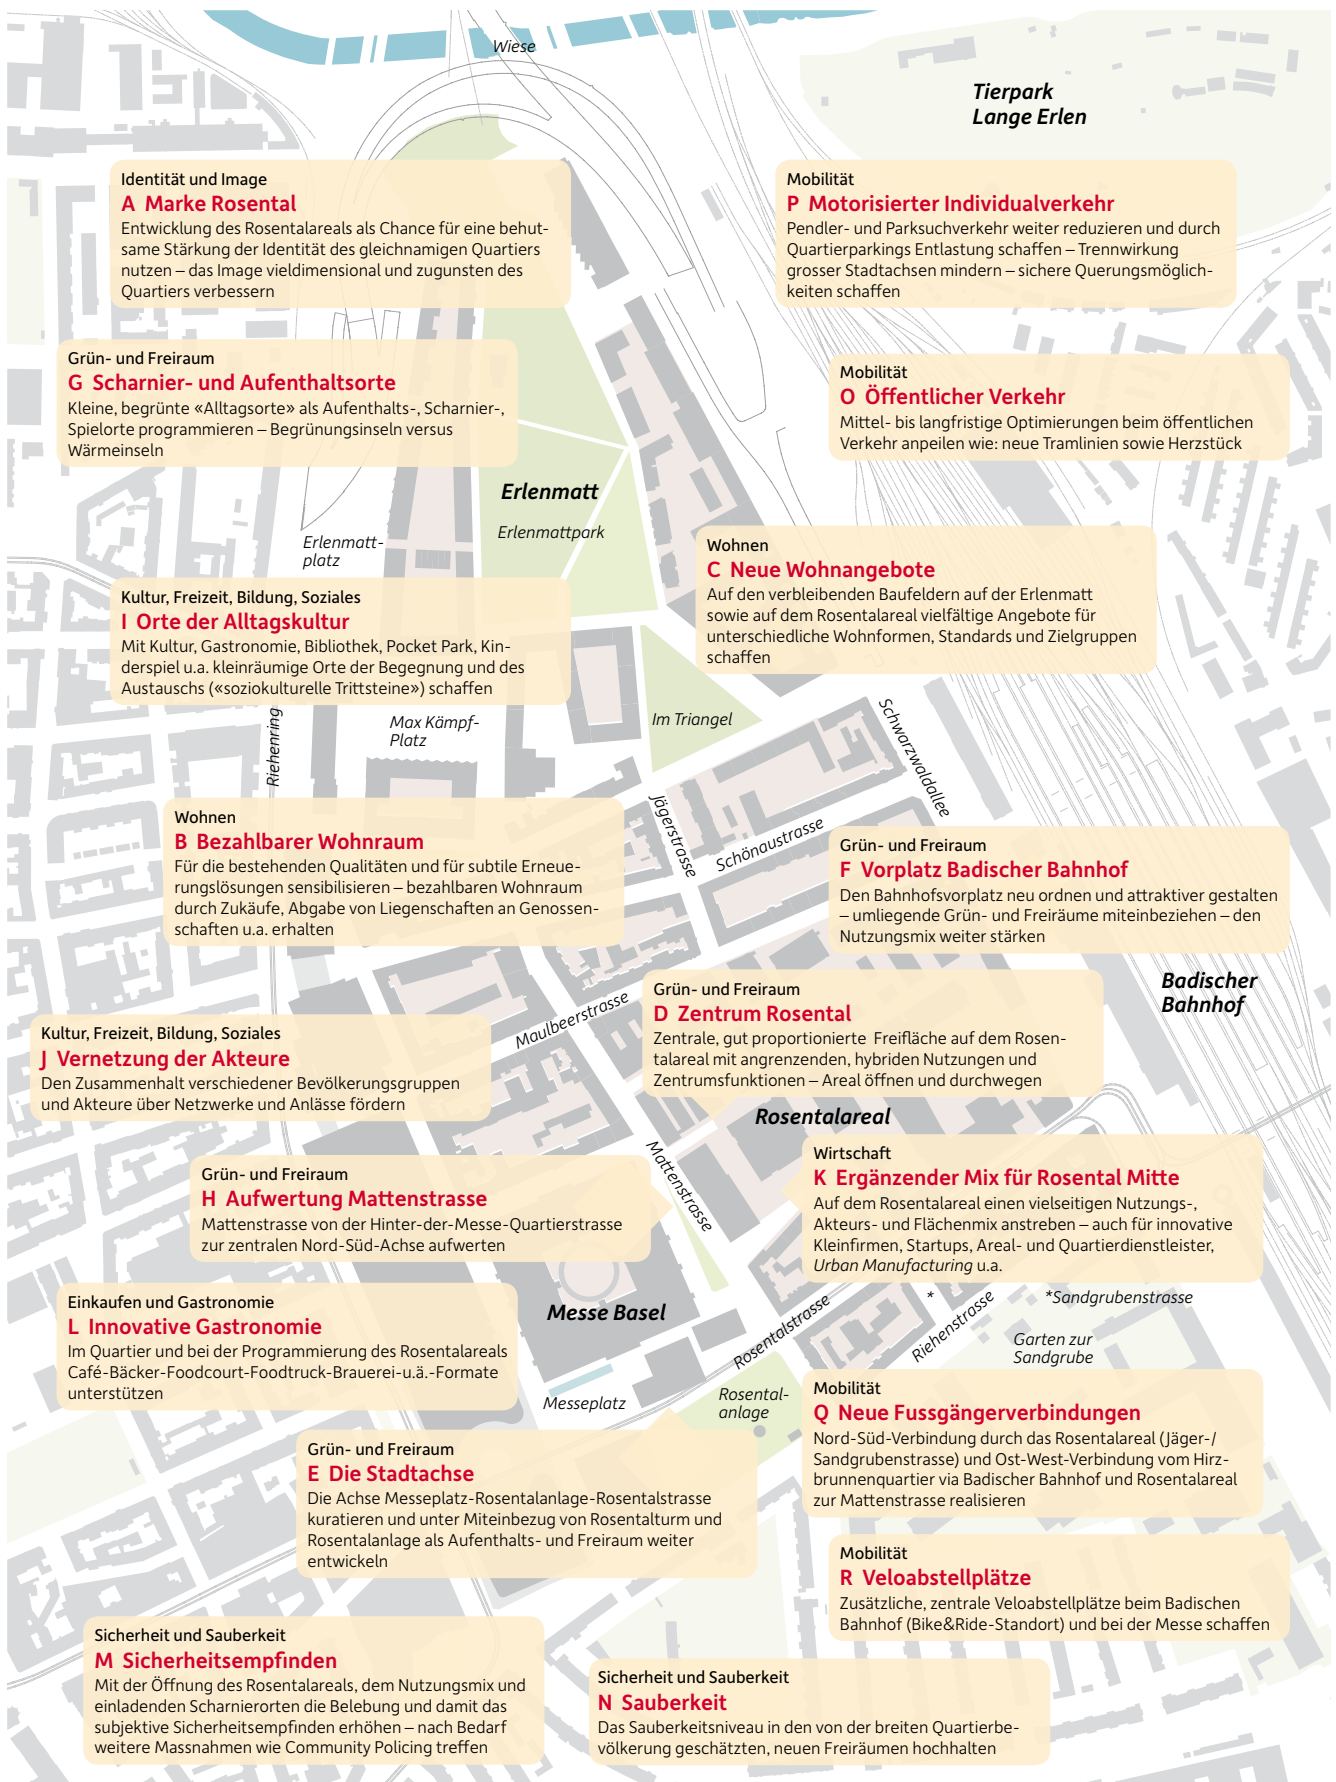 Wiese
Tierpark
Lange Erlen
Identität und Image
A Marke Rosental
Entwicklung des Rosentalareals als Chance für eine behut-
same Stärkung der Identität des gleichnamigen Quartiers
nutzen – das Image vieldimensional und zugunsten des
Quartiers verbessern
Mobilität
P Motorisierter Individualverkehr
Pendler- und Parksuchverkehr weiter reduzieren und durch
Quartierparkings Entlastung schaffen – Trennwirkung
grosser Stadtachsen mindern – sichere Querungsmöglich-
keiten schaffen
Grün- und Freiraum
G Scharnier- und Aufenthaltsorte
Kleine, begrünte «Alltagsorte» als Aufenthalts-, Scharnier-,
Spielorte programmieren – Begrünungsinseln versus
Wärmeinseln
Mobilität
O Öffentlicher Verkehr
Mittel- bis langfristige Optimierungen beim öffentlichen
Verkehr anpeilen wie: neue Tramlinien sowie Herzstück
Erlenmatt
Erlenmattpark
Erlenmatt-
platz
Wohnen
C Neue Wohnangebote
Auf den verbleibenden Baufeldern auf der Erlenmatt
sowie auf dem Rosentalareal vielfältige Angebote für
unterschiedliche Wohnformen, Standards und Zielgruppen
schaffen
Kultur, Freizeit, Bildung, Soziales
I Orte der Alltagskultur
Mit Kultur, Gastronomie, Bibliothek, Pocket Park, Kin-
derspiel u.a. kleinräumige Orte der Begegnung und des
Austauschs («soziokulturelle Trittsteine») schaffen
Riehenring
Max Kämpf-
Platz
Im Triangel
Schwarzwaldallee
Jägerstrasse
Schönaustrasse
Wohnen
B Bezahlbarer Wohnraum
Für die bestehenden Qualitäten und für subtile Erneue-
rungslösungen sensibilisieren – bezahlbaren Wohnraum
durch Zukäufe, Abgabe von Liegenschaften an Genossen-
schaften u.a. erhalten
Grün- und Freiraum
F Vorplatz Badischer Bahnhof
Den Bahnhofsvorplatz neu ordnen und attraktiver gestalten
– umliegende Grün- und Freiräume miteinbeziehen – den
Nutzungsmix weiter stärken
Badischer
Bahnhof
Maulbeerstrasse
Grün- und Freiraum
D Zentrum Rosental
Zentrale, gut proportionierte Freifläche auf dem Rosen-
talareal mit angrenzenden, hybriden Nutzungen und
Zentrumsfunktionen – Areal öffnen und durchwegen
Kultur, Freizeit, Bildung, Soziales
J Vernetzung der Akteure
Den Zusammenhalt verschiedener Bevölkerungsgruppen
und Akteure über Netzwerke und Anlässe fördern
Rosentalareal
Mattenstrasse
Wirtschaft
K Ergänzender Mix für Rosental Mitte
Auf dem Rosentalareal einen vielseitigen Nutzungs-,
Akteurs- und Flächenmix anstreben – auch für innovative
Kleinfirmen, Startups, Areal- und Quartierdienstleister,
Urban Manufacturing u.a.
Grün- und Freiraum
H Aufwertung Mattenstrasse
Mattenstrasse von der Hinter-der-Messe-Quartierstrasse
zur zentralen Nord-Süd-Achse aufwerten
Einkaufen und Gastronomie
L Innovative Gastronomie
Im Quartier und bei der Programmierung des Rosentalareals
Café-Bäcker-Foodcourt-Foodtruck-Brauerei-u.ä.-Formate
unterstützen
Messe Basel
Rosentalstrasse
*
Riehenstrasse
*Sandgrubenstrasse
Garten zur
Sandgrube
Messeplatz
Rosental-
anlage
Mobilität
Q Neue Fussgängerverbindungen
Nord-Süd-Verbindung durch das Rosentalareal (Jäger-/
Sandgrubenstrasse) und Ost-West-Verbindung vom Hirz-
brunnenquartier via Badischer Bahnhof und Rosentalareal
zur Mattenstrasse realisieren
Grün- und Freiraum
E Die Stadtachse
Die Achse Messeplatz-Rosentalanlage-Rosentalstrasse
kuratieren und unter Miteinbezug von Rosentalturm und
Rosentalanlage als Aufenthalts- und Freiraum weiter
entwickeln
Mobilität
R Veloabstellplätze
Zusätzliche, zentrale Veloabstellplätze beim Badischen
Bahnhof (Bike&Ride-Standort) und bei der Messe schaffen
Sicherheit und Sauberkeit
M Sicherheitsempfinden
Mit der Öffnung des Rosentalareals, dem Nutzungsmix und
einladenden Scharnierorten die Belebung und damit das
subjektive Sicherheitsempfinden erhöhen – nach Bedarf
weitere Massnahmen wie Community Policing treffen
Sicherheit und Sauberkeit
N Sauberkeit
Das Sauberkeitsniveau in den von der breiten Quartierbe-
völkerung geschätzten, neuen Freiräumen hochhalten